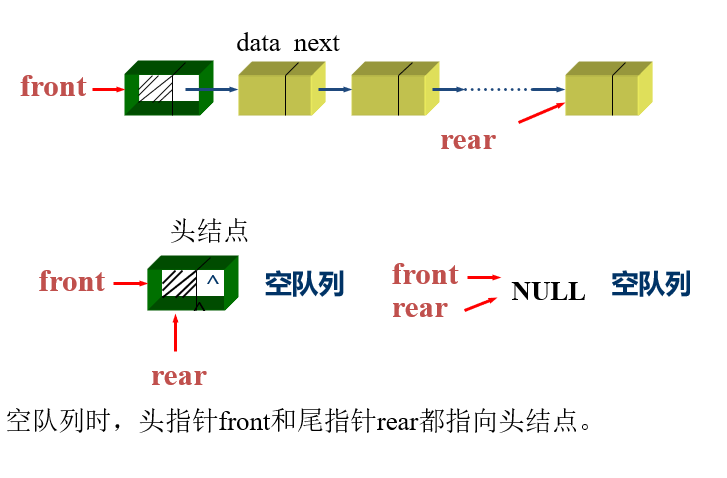 data next
front
rear
头结点
front
^
空队列
^
rear
front
rear
NULL
空队列
空队列时，头指针front和尾指针rear都指向头结点。